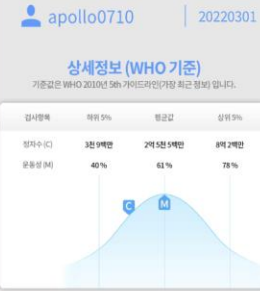 apollo0710 20220301
상세정보 (WHO 기준)
기준값은 WHO 2010년 5th 가이드라인(가장 최근 정보) 입니다.
검사항목 하위 5% 평균값 상위 5%
정자수 (C) 3천 9백만 2억 5천 5백만 8억 2백만
운동성 (M) 40 % 61 % 78 %
C M